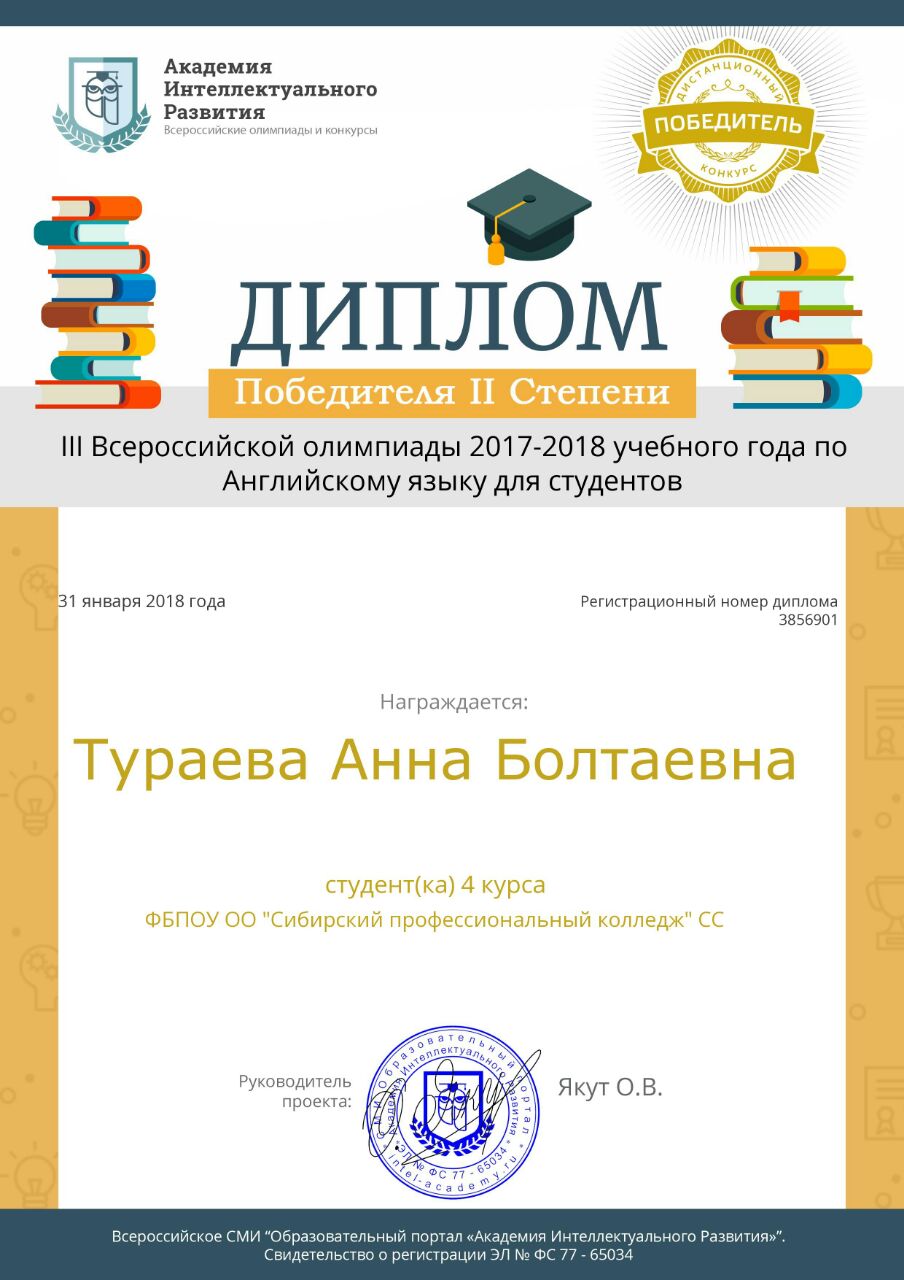 Академия
Интеллектуального
Развития
Всероссийские олимпиады и конкурсы
ДИСТАНЦИОННЫЙ
ПОБЕДИТЕЛЬ
КОНКУРС
ДИПЛОМ
Победителя II Степени
III Всероссийской олимпиады 2017-2018 учебного года по
Английскому языку для студентов
31 января 2018 года
Регистрационный номер диплома
3856901
Награждается:
Тураева Анна Болтаевна
студент(ка) 4 курса
ФБПОУ ОО "Сибирский профессиональный колледж" СС
Руководитель
проекта:
СМИ Образовательный портал
Академия Интеллектуального Развития
ЭЛ № ФС 77 - 65034
intel-academy.ru
Якут О.В.
Всероссийское СМИ “Образовательный портал «Академия Интеллектуального Развития»”.
Свидетельство о регистрации ЭЛ № ФС 77 - 65034